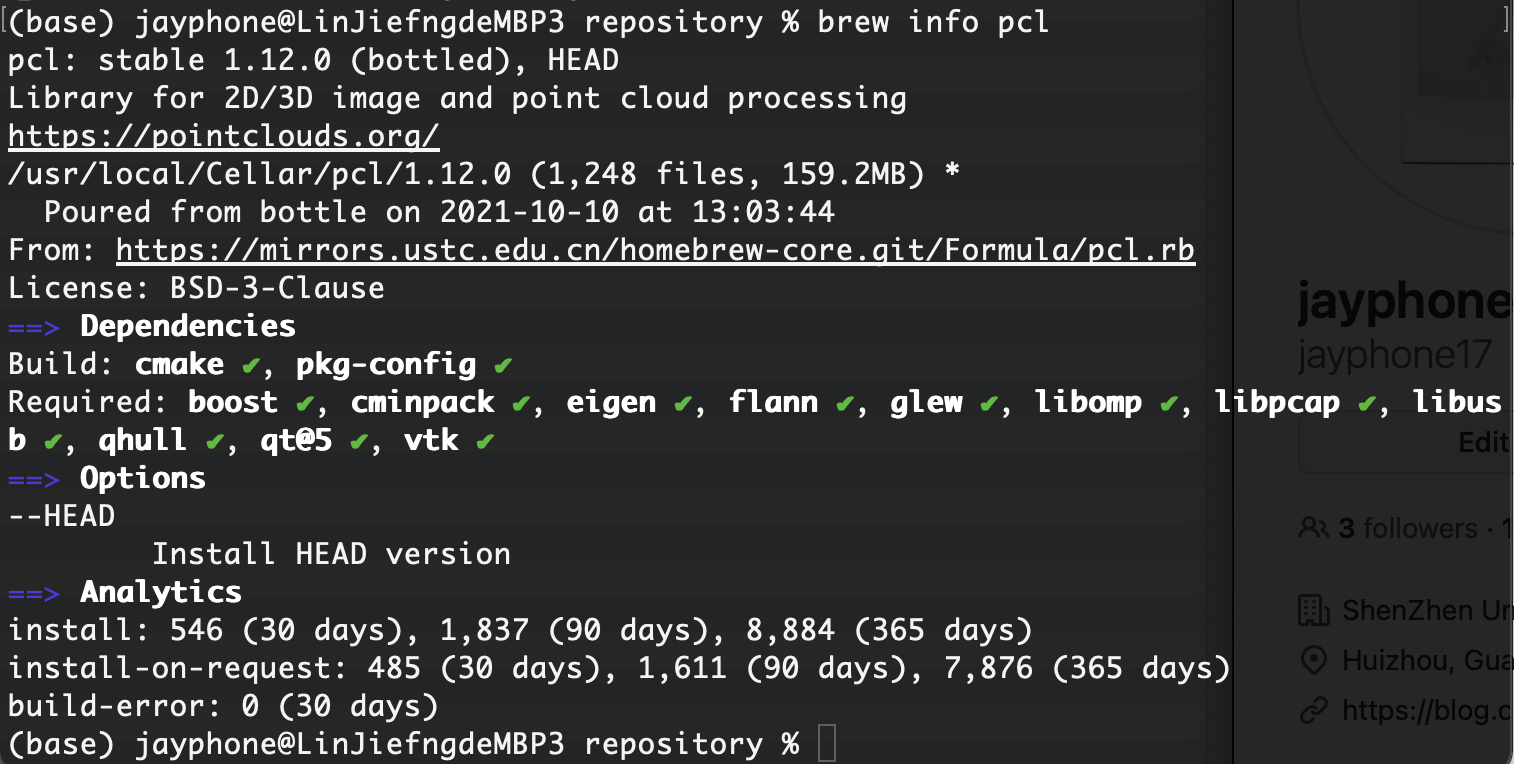 (base) jayphone@LinJiefngdeMBP3 repository % brew info pcl
pcl: stable 1.12.0 (bottled), HEAD
Library for 2D/3D image and point cloud processing
https://pointclouds.org/
/usr/local/Cellar/pcl/1.12.0 (1,248 files, 159.2MB) *
  Poured from bottle on 2021-10-10 at 13:03:44
From: https://mirrors.ustc.edu.cn/homebrew-core.git/Formula/pcl.rb
License: BSD-3-Clause
==> Dependencies
Build: cmake ✔, pkg-config ✔
Required: boost ✔, cminpack ✔, eigen ✔, flann ✔, glew ✔, libomp ✔, libpcap ✔, libus
b ✔, qhull ✔, qt@5 ✔, vtk ✔
==> Options
--HEAD
        Install HEAD version
==> Analytics
install: 546 (30 days), 1,837 (90 days), 8,884 (365 days)
install-on-request: 485 (30 days), 1,611 (90 days), 7,876 (365 days)
build-error: 0 (30 days)
(base) jayphone@LinJiefngdeMBP3 repository %
jayphone
jayphone17
Edit
3 followers ·
ShenZhen
Huizhou,
https://blog.c